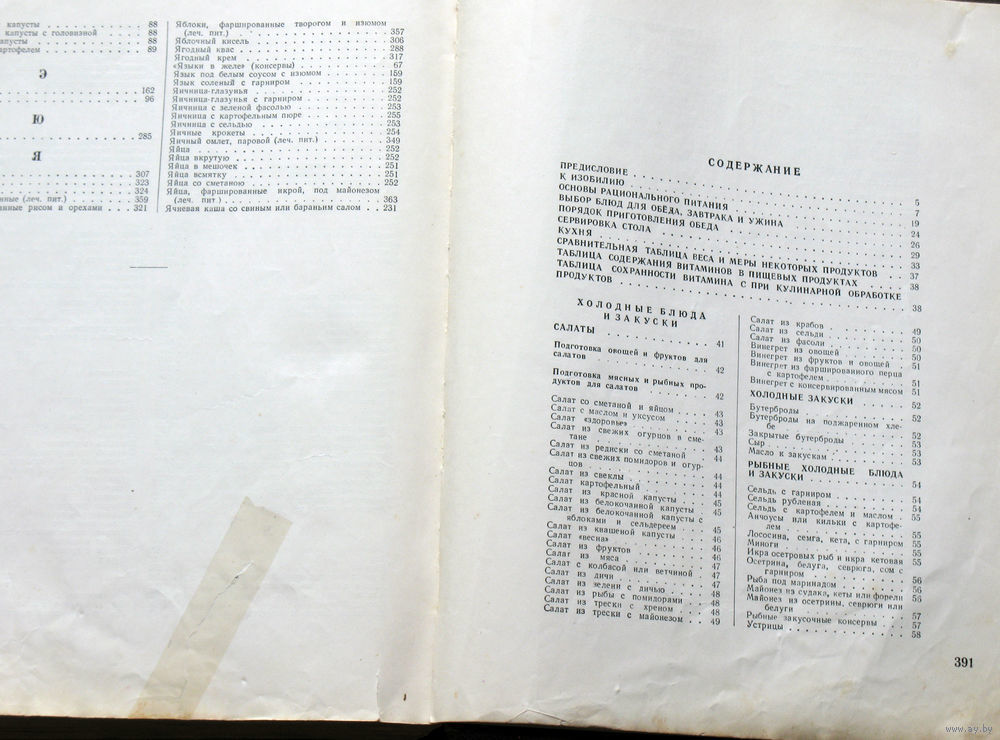 капусты . . . . . . . 88
капусты с головизной . . . . 88
капусты . . . . . . . 88
картофелем . . . . . . 89
Э
. . . . . . . . 162
. . . . . . . . 96
Ю
. . . . . . . . 285
Я
. . . . . . . . 307
. . . . . . . . 323
. . . . . . . . 324
(леч. пит.) . . . . . 359
рисом и орехами . . 321
Яблоки, фаршированные творогом и изюмом
(леч. пит.) . . . . . . . 357
Яблочный кисель . . . . . . . 306
Ягодный квас . . . . . . . 288
Ягодный крем . . . . . . . 317
«Языки в желе» (консервы) . . . . . . . 67
Язык под белым соусом с изюмом . . . . 159
Язык соленый с гарниром . . . . . 159
Яичница-глазунья . . . . . . . 252
Яичница-глазунья с гарниром . . . . . 252
Яичница с зеленой фасолью . . . . . 253
Яичница с картофельным пюре . . . . . 255
Яичница с сельдью . . . . . . . 253
Яичные крокеты . . . . . . . 254
Яичный омлет, паровой (леч. пит.) . . . . 349
Яйца . . . . . . . 252
Яйца вкрутую . . . . . . . 252
Яйца в мешочек . . . . . . . 251
Яйца всмятку . . . . . . . 251
Яйца со сметаною . . . . . . . 252
Яйца, фаршированные икрой, под майонезом
(леч. пит.) . . . . . . . 363
Ячневая каша со свиным или бараньим салом . . 231
СОДЕРЖАНИЕ
ПРЕДИСЛОВИЕ . . . . . . . 5
К ИЗОБИЛИЮ . . . . . . . 7
ОСНОВЫ РАЦИОНАЛЬНОГО ПИТАНИЯ . . . . . . . 19
ВЫБОР БЛЮД ДЛЯ ОБЕДА, ЗАВТРАКА И УЖИНА . . . . . . . 24
ПОРЯДОК ПРИГОТОВЛЕНИЯ ОБЕДА . . . . . . . 26
СЕРВИРОВКА СТОЛА . . . . . . . 29
КУХНЯ . . . . . . . 33
СРАВНИТЕЛЬНАЯ ТАБЛИЦА ВЕСА И МЕРЫ НЕКОТОРЫХ ПРОДУКТОВ . . 37
ТАБЛИЦА СОДЕРЖАНИЯ ВИТАМИНОВ В ПИЩЕВЫХ ПРОДУКТАХ . . . . 38
ТАБЛИЦА СОХРАННОСТИ ВИТАМИНА С ПРИ КУЛИНАРНОЙ ОБРАБОТКЕ
ПРОДУКТОВ . . . . . . . 38
ХОЛОДНЫЕ БЛЮДА
И ЗАКУСКИ
САЛАТЫ . . . . . . . 41
Подготовка овощей и фруктов для
салатов . . . . . . . 42
Подготовка мясных и рыбных про-
дуктов для салатов . . . . . 42
Салат со сметаной и яйцом . . . . 43
Салат с маслом и уксусом . . . . 43
Салат «здоровье» . . . . . . 43
Салат из свежих огурцов в сме-
тане . . . . . . . 43
Салат из редиски со сметаной . . . 44
Салат из свежих помидоров и огур-
цов . . . . . . . 44
Салат из свеклы . . . . . . 44
Салат картофельный . . . . . . 44
Салат из красной капусты . . . . 45
Салат из белокочанной капусты . . 45
Салат из белокочанной капусты с
яблоками и сельдереем . . . 45
Салат из квашеной капусты . . . . 46
Салат «весна» . . . . . . 46
Салат из фруктов . . . . . . 46
Салат из мяса . . . . . . 47
Салат с колбасой или ветчиной . . 47
Салат из дичи . . . . . . 47
Салат из зелени с дичью . . . . 48
Салат из рыбы с помидорами . . . 48
Салат из трески с хреном . . . . 48
Салат из трески с майонезом . . . 49
Салат из крабов . . . . . . 49
Салат из сельди . . . . . . 50
Салат из фасоли . . . . . . 50
Винегрет из овощей . . . . . . 50
Винегрет из фруктов и овощей . . . 51
Винегрет из фаршированного перца
с картофелем . . . . . . 51
Винегрет с консервированным мясом 51
ХОЛОДНЫЕ ЗАКУСКИ . . . . . 52
Бутерброды . . . . . . 52
Бутерброды на поджаренном хле-
бе . . . . . . . 52
Закрытые бутерброды . . . . . 53
Сыр . . . . . . . 53
Масло к закускам . . . . . . 53
РЫБНЫЕ ХОЛОДНЫЕ БЛЮДА
И ЗАКУСКИ . . . . . . . 54
Сельдь с гарниром . . . . . . 54
Сельдь рубленая . . . . . . 54
Сельдь с картофелем и маслом . . 55
Анчоусы или кильки с картофе-
лем . . . . . . . 55
Лососина, семга, кета, с гарниром 55
Миноги . . . . . . . 55
Икра осетровых рыб и икра кетовая 55
Осетрина, белуга, севрюга, сом с
гарниром . . . . . . . 56
Рыба под маринадом . . . . . . 56
Майонез из судака, кеты или форели 56
Майонез из осетрины, севрюги или
белуги . . . . . . . 57
Рыбные закусочные консервы . . . 57
Устрицы . . . . . . . 58
391
www.ay.by